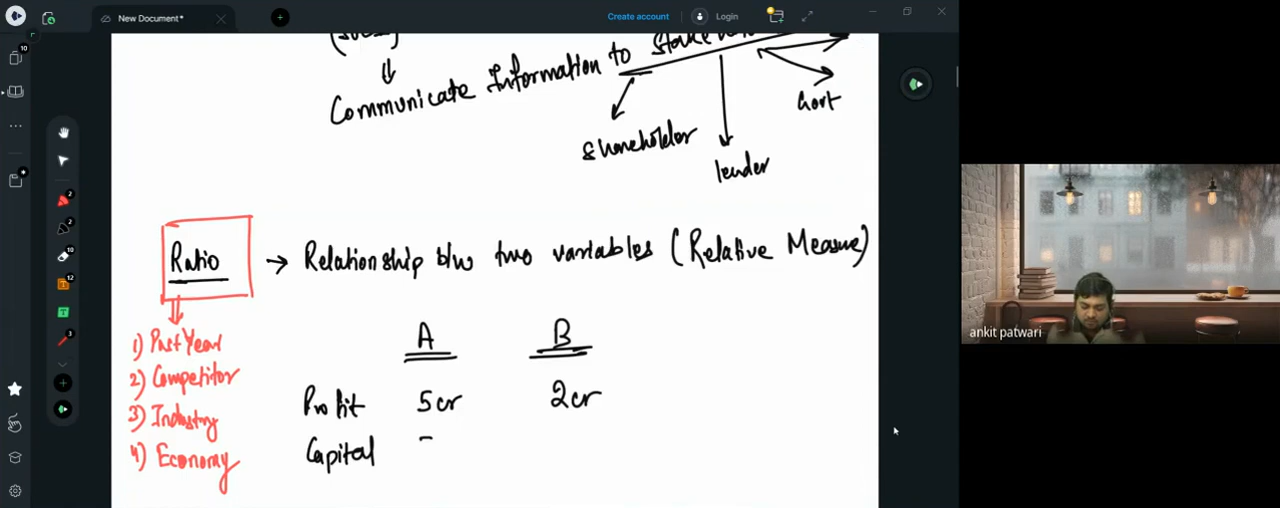 New Document*
Create account
Login
Communicate Information to
Shareholder
lender
Govt
Ratio → Relationship b/w two variables (Relative Measure)
1) Past Year
2) Competitor
3) Industry
4) Economy
A B
Profit 5cr 2cr
Capital
ankit patwari